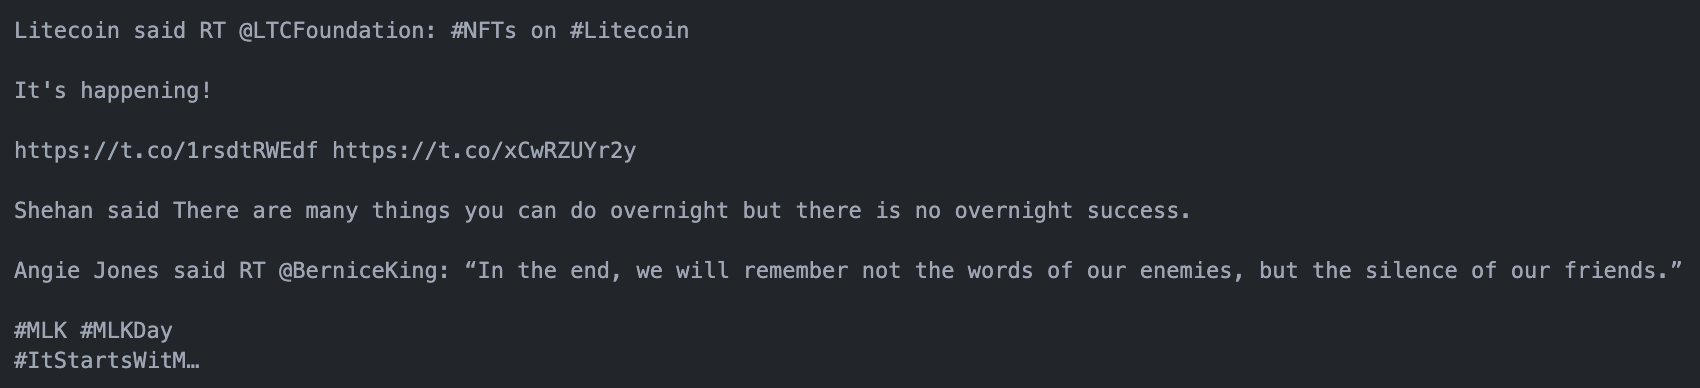 Litecoin said RT @LTCFoundation: #NFTs on #Litecoin
It's happening!
https://t.co/1rsdtRWEdf https://t.co/xCwRZUYr2y
Shehan said There are many things you can do overnight but there is no overnight success.
Angie Jones said RT @BerniceKing: “In the end, we will remember not the words of our enemies, but the silence of our friends.”
#MLK #MLKDay
#ItStartsWitM…